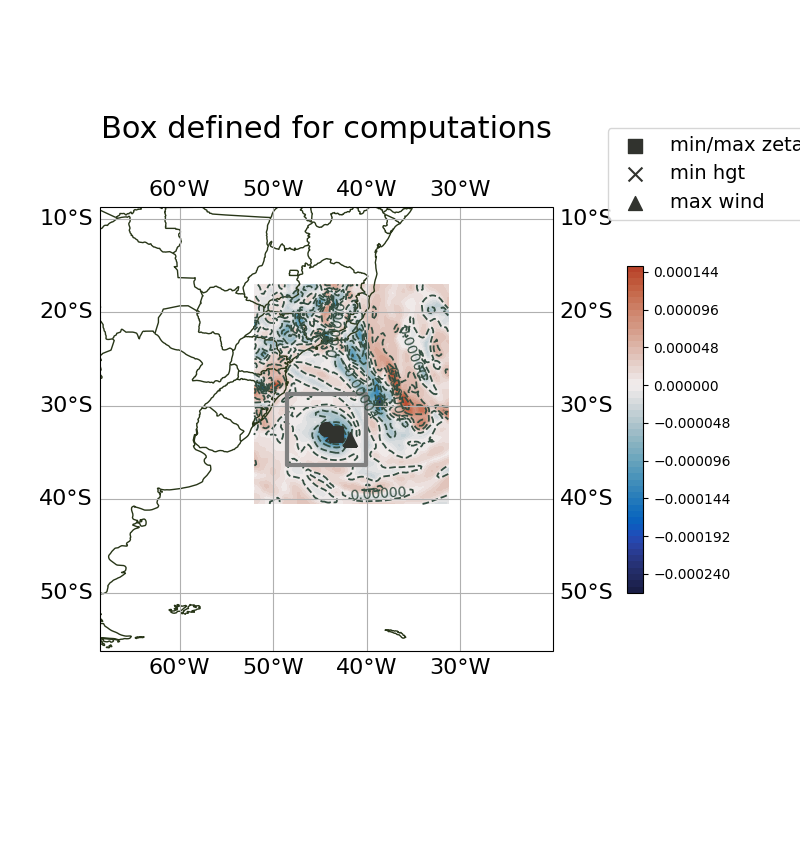 Box defined for computations
min/max zeta
min hgt
max wind
60°W 50°W 40°W 30°W
10°S 10°S
20°S 20°S
30°S 30°S
40°S 40°S
50°S 50°S
60°W 50°W 40°W 30°W
0.00000
0.000144
0.000096
0.000048
0.000000
−0.000048
−0.000096
−0.000144
−0.000192
−0.000240